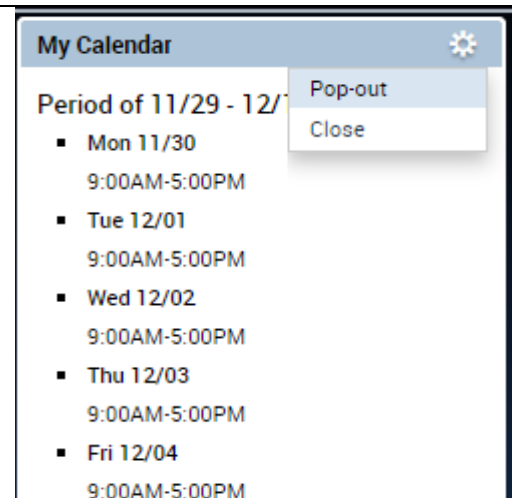 My Calendar
Pop-out
Close
Period of 11/29 - 12/
Mon 11/30
9:00AM-5:00PM
Tue 12/01
9:00AM-5:00PM
Wed 12/02
9:00AM-5:00PM
Thu 12/03
9:00AM-5:00PM
Fri 12/04
9:00AM-5:00PM